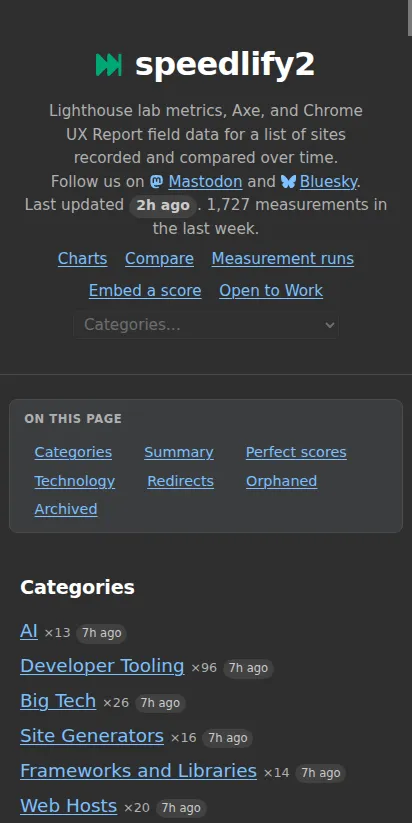 speedlify2
Lighthouse lab metrics, Axe, and Chrome
UX Report field data for a list of sites
recorded and compared over time.
Follow us on Mastodon and Bluesky.
Last updated 2h ago. 1,727 measurements in
the last week.
Charts Compare Measurement runs
Embed a score Open to Work
Categories...
ON THIS PAGE
Categories Summary Perfect scores
Technology Redirects Orphaned
Archived
Categories
AI ×13 7h ago
Developer Tooling ×96 7h ago
Big Tech ×26 7h ago
Site Generators ×16 7h ago
Frameworks and Libraries ×14 7h ago
Web Hosts ×20 7h ago